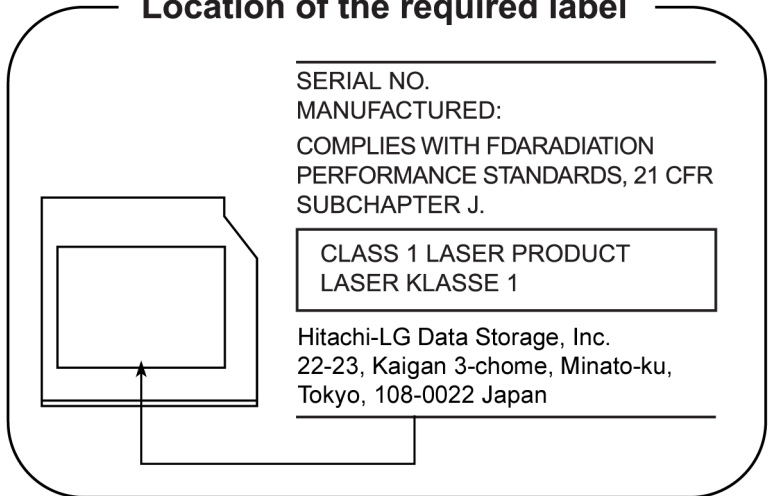 Location of the required label
SERIAL NO.
MANUFACTURED:
COMPLIES WITH FDARADIATION
PERFORMANCE STANDARDS, 21 CFR
SUBCHAPTER J.
CLASS 1 LASER PRODUCT
LASER KLASSE 1
Hitachi-LG Data Storage, Inc.
22-23, Kaigan 3-chome, Minato-ku,
Tokyo, 108-0022 Japan